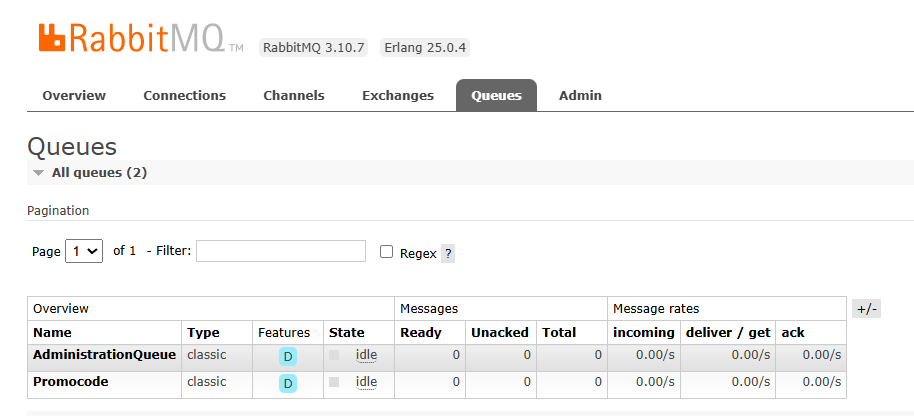 RabbitMQ TM RabbitMQ 3.10.7 Erlang 25.0.4
Overview Connections Channels Exchanges Queues Admin
Queues
All queues (2)
Pagination
Page 1 of 1 - Filter: Regex ?
Overview Messages Message rates +/-
Name Type Features State Ready Unacked Total incoming deliver / get ack
AdministrationQueue classic D idle 0 0 0 0.00/s 0.00/s 0.00/s
Promocode classic D idle 0 0 0 0.00/s 0.00/s 0.00/s